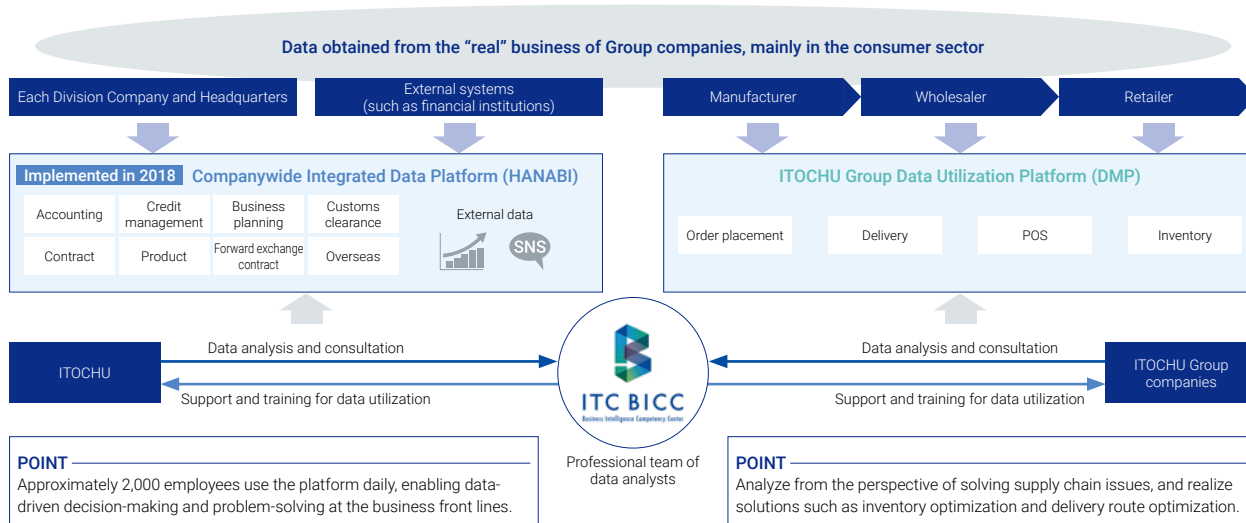 Data obtained from the “real” business of Group companies, mainly in the consumer sector
Each Division Company and Headquarters
External systems
(such as financial institutions)
Manufacturer
Wholesaler
Retailer
Implemented in 2018
Companywide Integrated Data Platform (HANABI)
Accounting
Credit
management
Business
planning
Customs
clearance
Contract
Product
Forward exchange
contract
Overseas
External data
SNS
ITOCHU Group Data Utilization Platform (DMP)
Order placement
Delivery
POS
Inventory
ITOCHU
Data analysis and consultation
Support and training for data utilization
ITC BICC
Business Intelligence Competency Center
Professional team of
data analysts
Data analysis and consultation
Support and training for data utilization
ITOCHU Group
companies
POINT
Approximately 2,000 employees use the platform daily, enabling data-
driven decision-making and problem-solving at the business front lines.
POINT
Analyze from the perspective of solving supply chain issues, and realize
solutions such as inventory optimization and delivery route optimization.